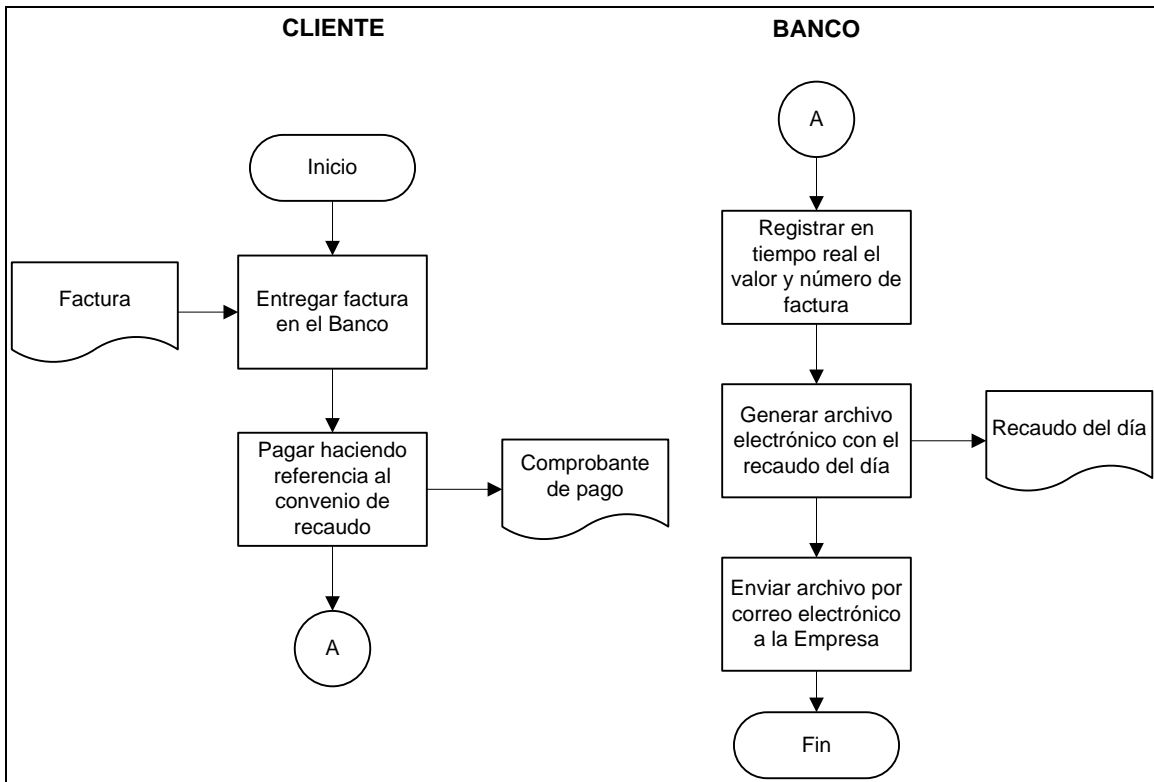 CLIENTE
Inicio
Factura
Entregar factura
en el Banco
Pagar haciendo
referencia al
convenio de
recaudo
Comprobante
de pago
A
BANCO
A
Registrar en
tiempo real el
valor y número de
factura
Generar archivo
electrónico con el
recaudo del día
Recaudo del día
Enviar archivo por
correo electrónico
a la Empresa
Fin